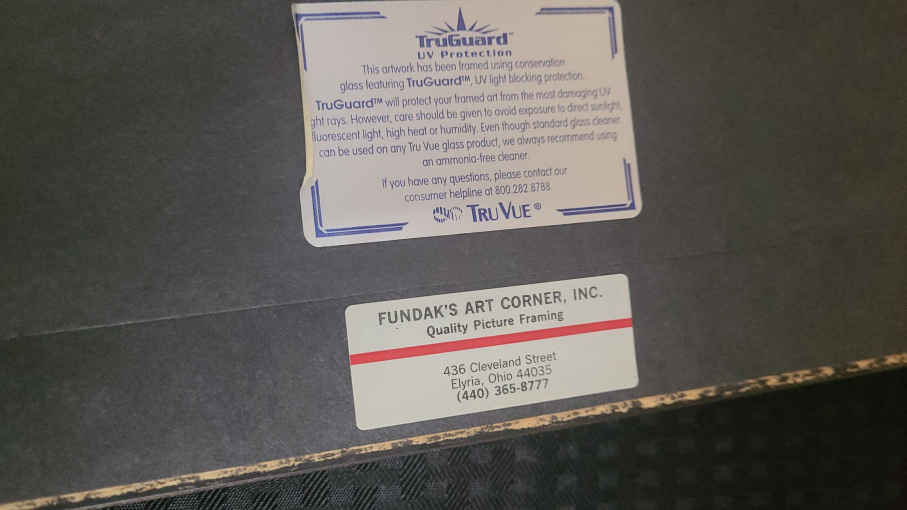 TruGuard™
UV Protection
This artwork has been framed using conservation
glass featuring TruGuard™, UV light blocking protection.
TruGuard™ will protect your framed art from the most damaging UV
ght rays. However, care should be given to avoid exposure to direct sunlight,
fluorescent light, high heat or humidity. Even though standard glass cleaner
can be used on any Tru Vue glass product, we always recommend using
an ammonia-free cleaner.
If you have any questions, please contact our
consumer helpline at 800.282.8788.
TRU VUE®
FUNDAK'S ART CORNER, INC.
Quality Picture Framing
436 Cleveland Street
Elyria, Ohio 44035
(440) 365-8777